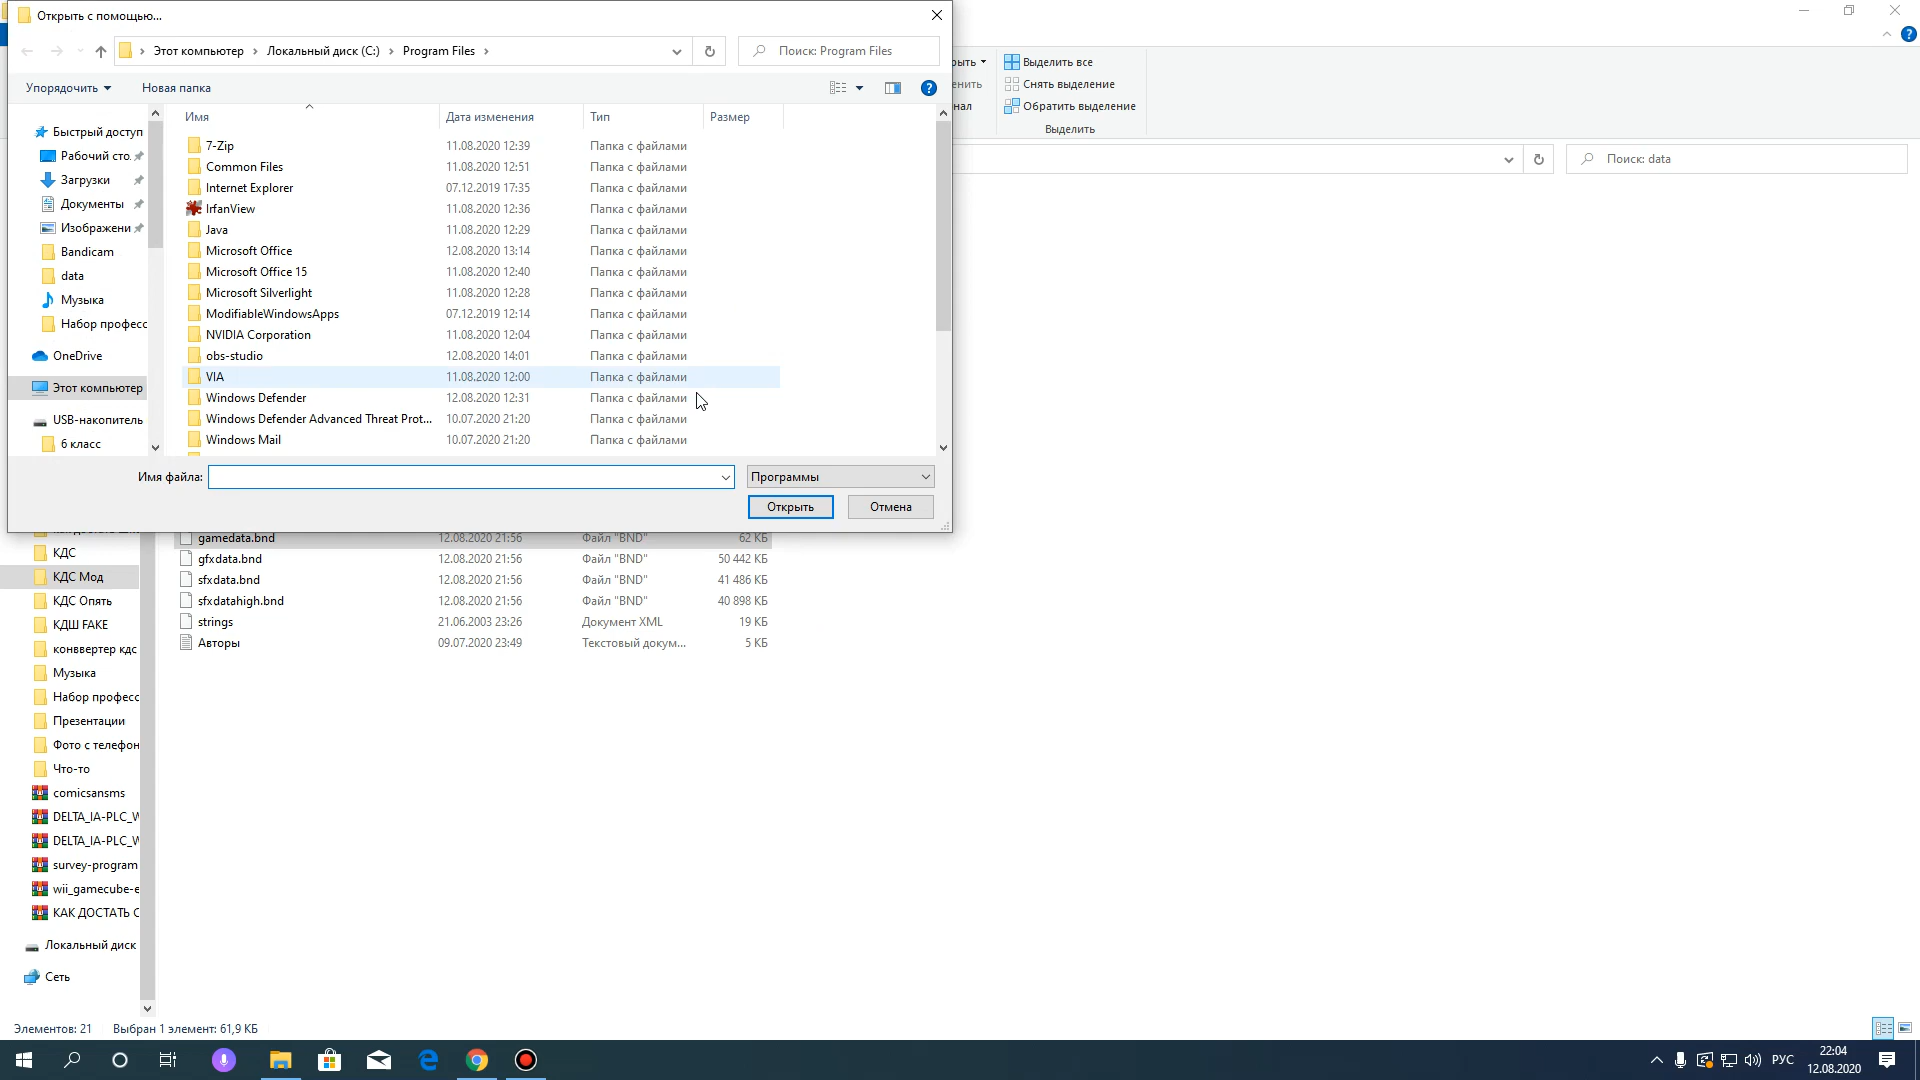 Открыть с помощью...
Этот компьютер
Локальный диск (C:)
Program Files
Поиск: Program Files
Упорядочить
Новая папка
Имя
Дата изменения
Тип
Размер
Быстрый доступ
Рабочий сто.
Загрузки
Документы
Изображени
Bandicam
data
Музыка
Набор професс
OneDrive
Этот компьютер
USB-накопитель
6 класс
7-Zip 11.08.2020 12:39 Папка с файлами
Common Files 11.08.2020 12:51 Папка с файлами
Internet Explorer 07.12.2019 17:35 Папка с файлами
IrfanView 11.08.2020 12:36 Папка с файлами
Java 11.08.2020 12:29 Папка с файлами
Microsoft Office 12.08.2020 13:14 Папка с файлами
Microsoft Office 15 11.08.2020 12:40 Папка с файлами
Microsoft Silverlight 11.08.2020 12:28 Папка с файлами
ModifiableWindowsApps 07.12.2019 12:14 Папка с файлами
NVIDIA Corporation 11.08.2020 12:04 Папка с файлами
obs-studio 12.08.2020 14:01 Папка с файлами
VIA 11.08.2020 12:00 Папка с файлами
Windows Defender 12.08.2020 12:31 Папка с файлами
Windows Defender Advanced Threat Prot... 10.07.2020 21:20 Папка с файлами
Windows Mail 10.07.2020 21:20 Папка с файлами
Имя файла:
Программы
Открыть
Отмена
рыть
енить
нал
Выделить все
Снять выделение
Обратить выделение
Выделить
Поиск: data
gamedata.bnd 12.08.2020 21:56 Файл "BND" 62 КБ
gfxdata.bnd 12.08.2020 21:56 Файл "BND" 50 442 КБ
sfxdata.bnd 12.08.2020 21:56 Файл "BND" 41 486 КБ
sfxdatahigh.bnd 12.08.2020 21:56 Файл "BND" 40 898 КБ
strings 21.06.2003 23:26 Документ XML 19 КБ
Авторы 09.07.2020 23:49 Текстовый докум... 5 КБ
КДС
КДС Мод
КДС Опять
КДШ FAKE
конввертер кдс
Музыка
Набор професс
Презентации
Фото с телефон
Что-то
comicsansms
DELTA_IA-PLC_W
DELTA_IA-PLC_W
survey-program
wii_gamecube-e
КАК ДОСТАТЬ С
Локальный диск
Сеть
Элементов: 21
Выбран 1 элемент: 61,9 КБ
РУС
22:04
12.08.2020